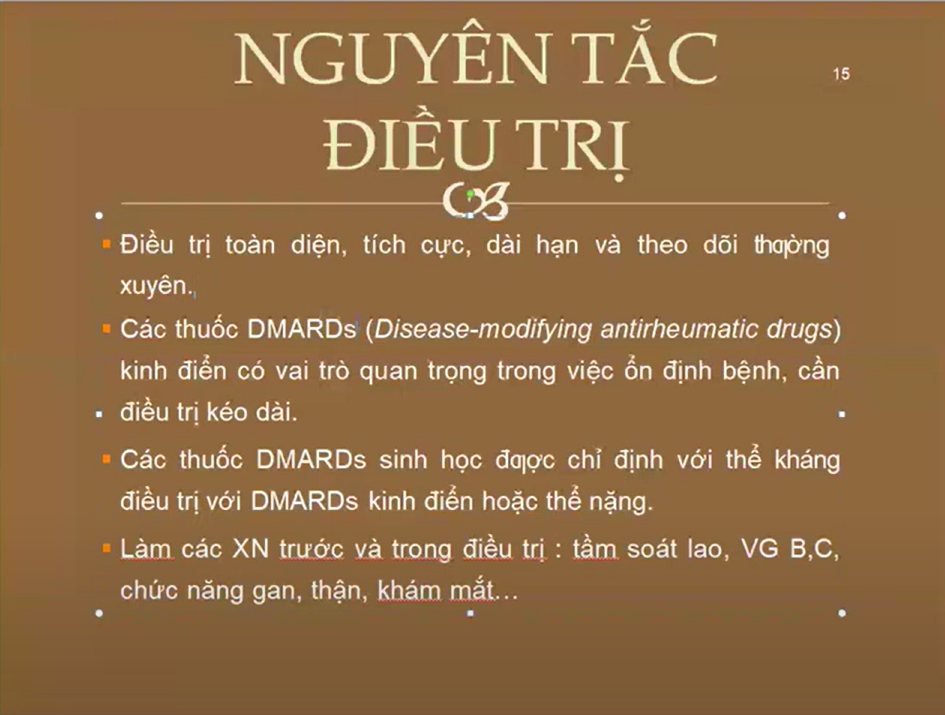 NGUYÊN TẮC
15
ĐIỀU TRỊ
Điều trị toàn diện, tích cực, dài hạn và theo dõi thƣờng
xuyên.
Các thuốc DMARDs (Disease-modifying antirheumatic drugs)
kinh điển có vai trò quan trọng trong việc ổn định bệnh, cần
điều trị kéo dài.
Các thuốc DMARDs sinh học đƣợc chỉ định với thể kháng
điều trị với DMARDs kinh điển hoặc thể nặng.
Làm các XN trước và trong điều trị : tầm soát lao, VG B,C,
chức năng gan, thận, khám mắt…